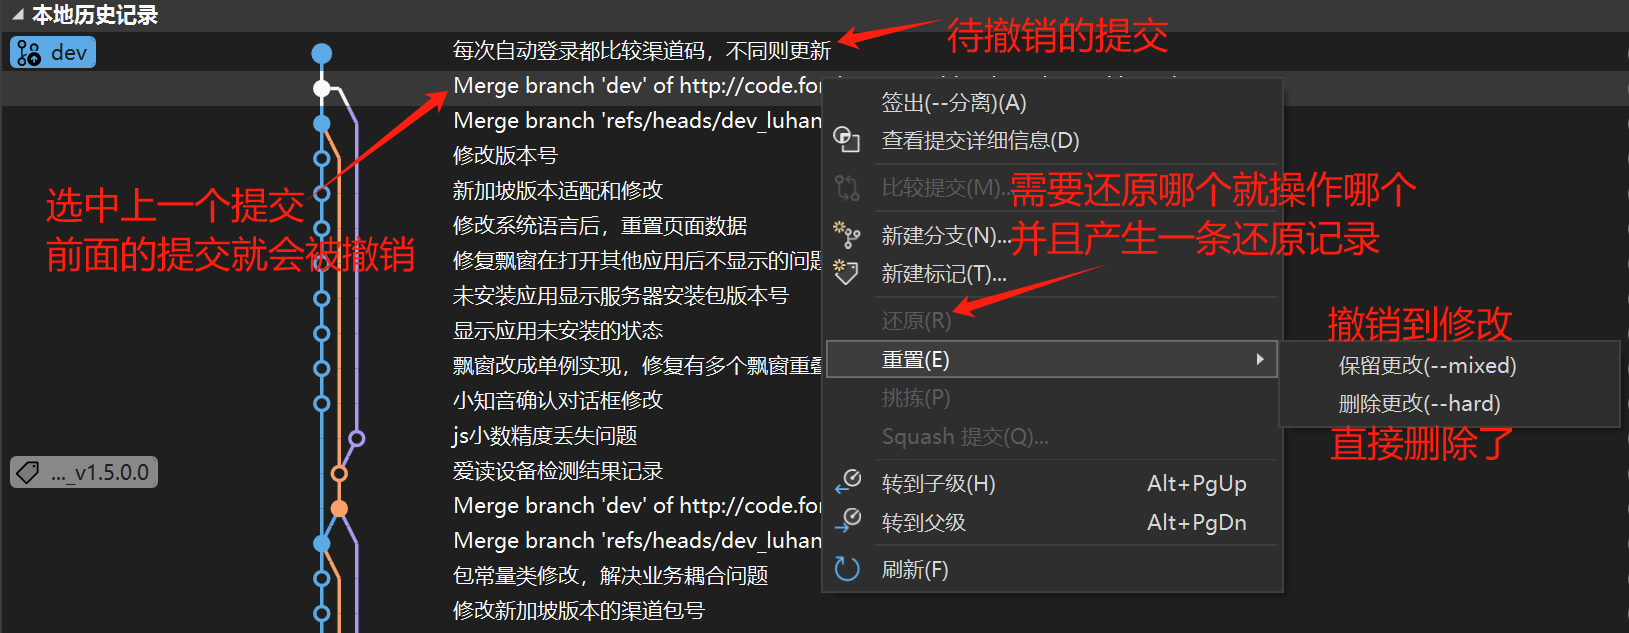 本地历史记录
dev
每次自动登录都比较渠道码，不同则更新
待撤销的提交
Merge branch 'dev' of http://code.for
Merge branch 'refs/heads/dev_luhan
修改版本号
新加坡版本适配和修改
修改系统语言后，重置页面数据
修复飘窗在打开其他应用后不显示的问题
未安装应用显示服务器安装包版本号
显示应用未安装的状态
飘窗改成单例实现，修复有多个飘窗重叠
小知音确认对话框修改
js小数精度丢失问题
..._v1.5.0.0
爱读设备检测结果记录
Merge branch 'dev' of http://code.for
Merge branch 'refs/heads/dev_luhan
包常量类修改，解决业务耦合问题
修改新加坡版本的渠道包号
选中上一个提交
前面的提交就会被撤销
签出(--分离)(A)
查看提交详细信息(D)
比较提交(M)...
需要还原哪个就操作哪个
新建分支(N)...
并且产生一条还原记录
新建标记(T)...
还原(R)
重置(E)
挑拣(P)
Squash 提交(Q)...
转到子级(H) Alt+PgUp
转到父级 Alt+PgDn
刷新(F)
撤销到修改
保留更改(--mixed)
删除更改(--hard)
直接删除了